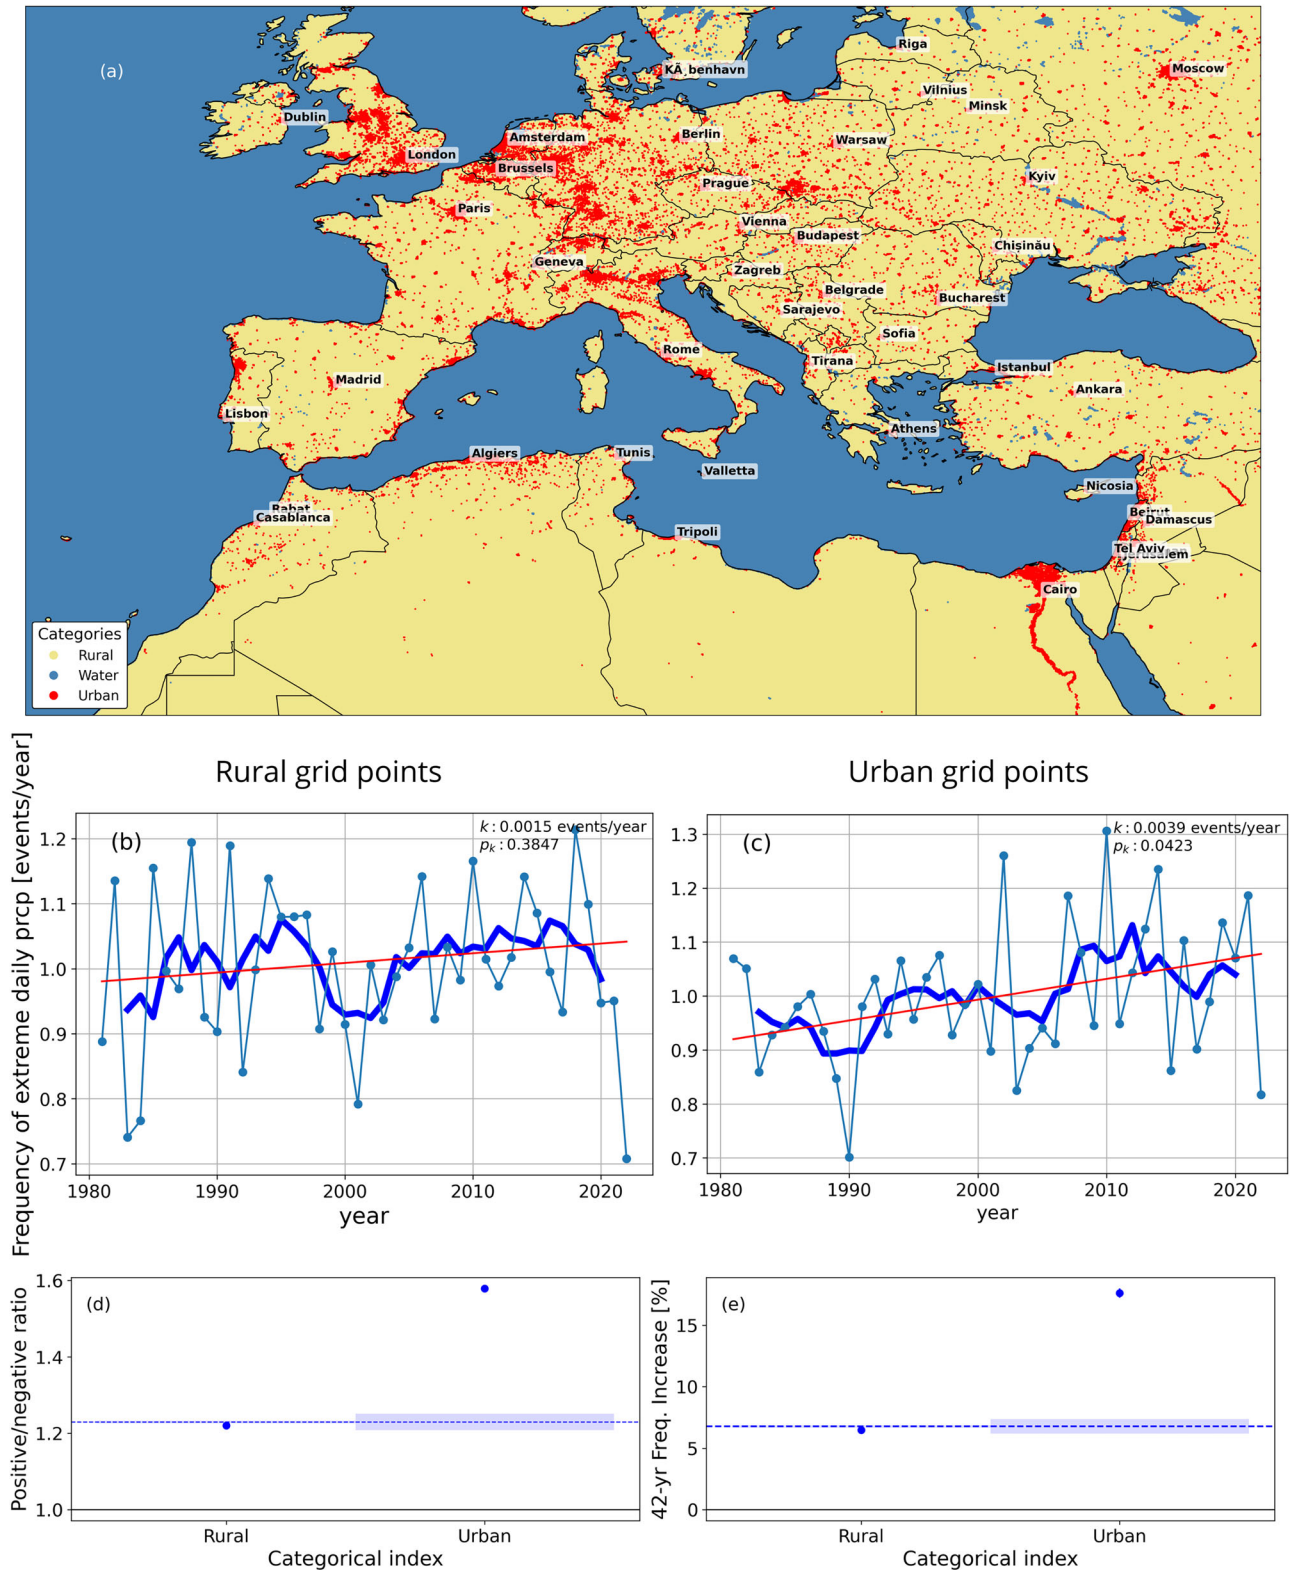 (a)
Riga
KÃ¸benhavn
Moscow
Vilnius
Minsk
Dublin
Amsterdam
Berlin
Warsaw
London
Brussels
Kyiv
Prague
Paris
Vienna
Budapest
Chișinău
Geneva
Zagreb
Belgrade
Bucharest
Sarajevo
Sofia
Rome
Tirana
Istanbul
Madrid
Ankara
Lisbon
Athens
Algiers
Tunis
Valletta
Nicosia
Rabat
Casablanca
Beirut
Damascus
Tripoli
Tel Aviv
Jerusalem
Cairo
Categories
Rural
Water
Urban
Rural grid points
Urban grid points
Frequency of extreme daily prcp [events/year]
(b)
k : 0.0015 events/year
pk : 0.3847
1.2
1.1
1.0
0.9
0.8
0.7
1980 1990 2000 2010 2020
year
(c)
k : 0.0039 events/year
pk : 0.0423
1.3
1.2
1.1
1.0
0.9
0.8
0.7
1980 1990 2000 2010 2020
year
Positive/negative ratio
(d)
1.6
1.4
1.2
1.0
Rural Urban
Categorical index
42-yr Freq. Increase [%]
(e)
15
10
5
0
Rural Urban
Categorical index